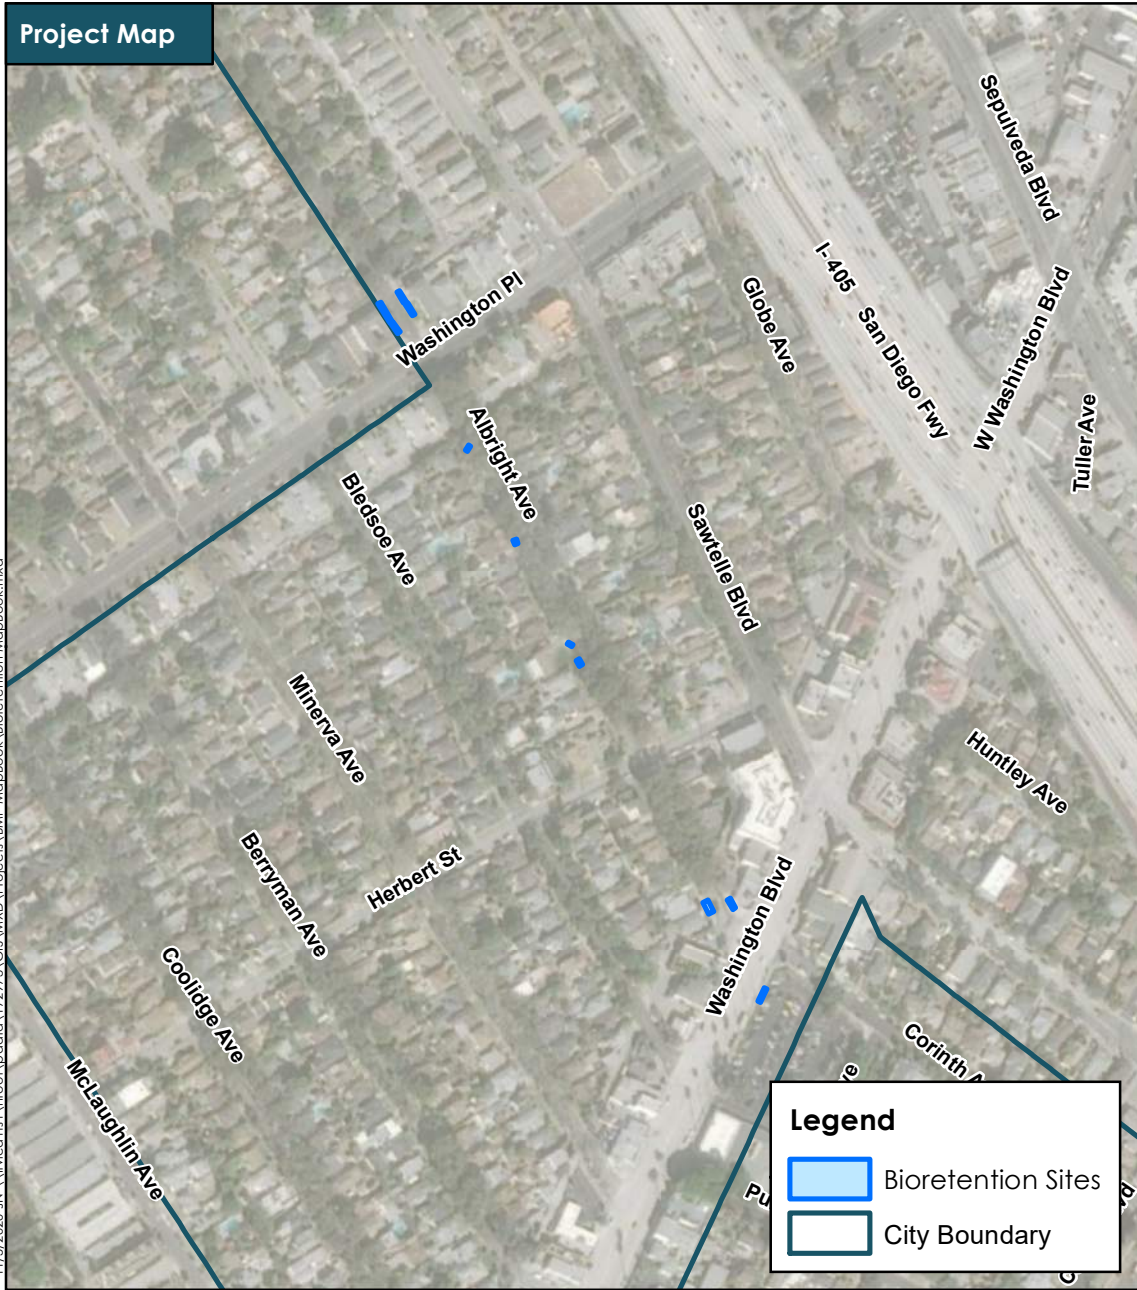 Project Map
Sepulveda Blvd
I-405 San Diego Fwy
W Washington Blvd
Globe Ave
Washington Pl
Tuller Ave
Albright Ave
Bledsoe Ave
Sawtelle Blvd
Minerva Ave
Huntley Ave
Berryman Ave
Herbert St
Washington Blvd
Coolidge Ave
Corinth A
McLaughlin Ave
Legend
Bioretention Sites
City Boundary